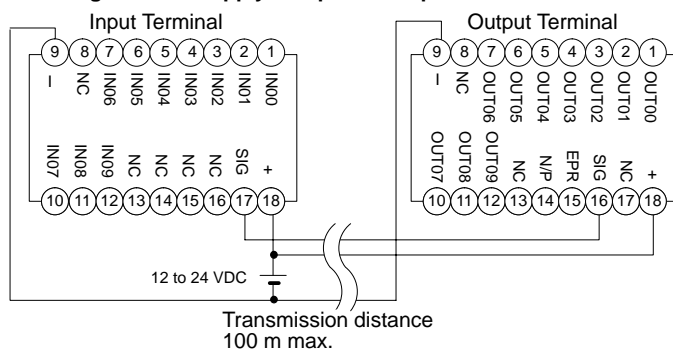 Input Terminal
Output Terminal
9 8 7 6 5 4 3 2 1
– NC IN06 IN05 IN04 IN03 IN02 IN01 IN00
IN07 IN08 IN09 NC NC NC NC SIG +
10 11 12 13 14 15 16 17 18
9 8 7 6 5 4 3 2 1
– NC OUT06 OUT05 OUT04 OUT03 OUT02 OUT01 OUT00
OUT07 OUT08 OUT09 NC N/P EPR SIG NC +
10 11 12 13 14 15 16 17 18
12 to 24 VDC
Transmission distance
100 m max.